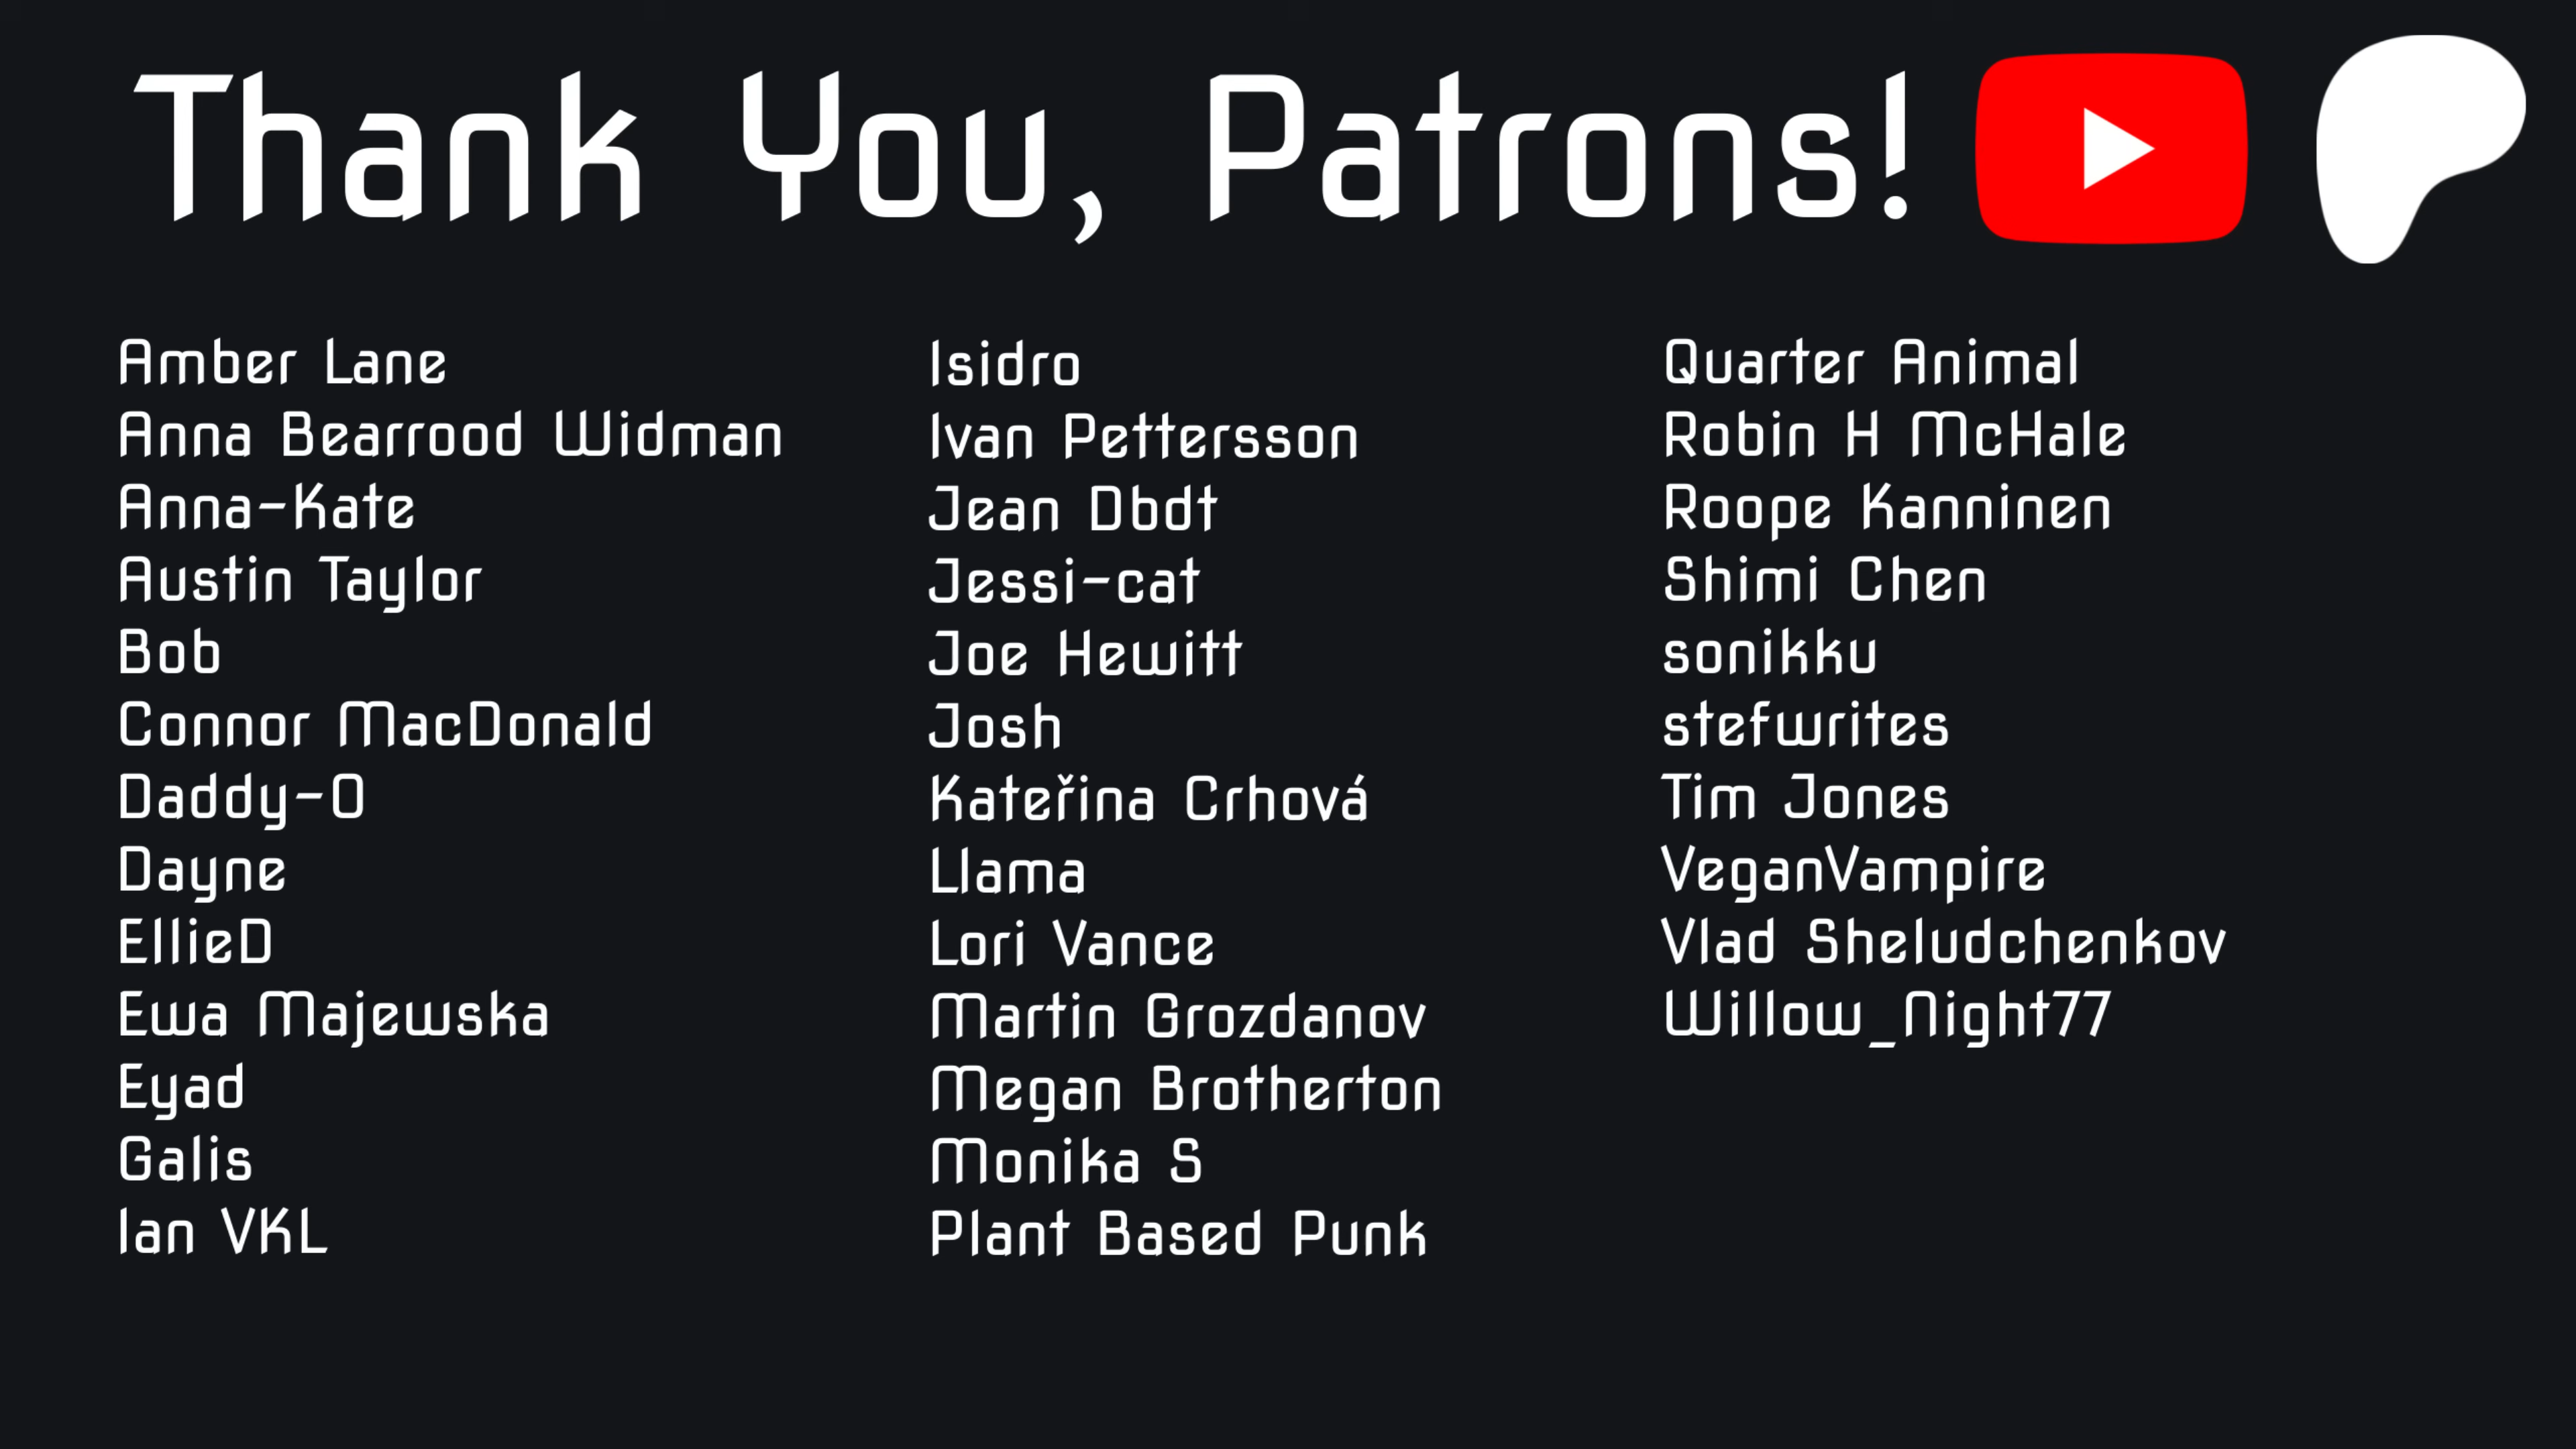 Thank You, Patrons!
Amber Lane
Anna Bearrood Widman
Anna-Kate
Austin Taylor
Bob
Connor MacDonald
Daddy-O
Dayne
EllieD
Ewa Majewska
Eyad
Galis
Ian VKL
Isidro
Ivan Pettersson
Jean Dbdt
Jessi-cat
Joe Hewitt
Josh
Kateřina Crhová
Llama
Lori Vance
Martin Grozdanov
Megan Brotherton
Monika S
Plant Based Punk
Quarter Animal
Robin H McHale
Roope Kanninen
Shimi Chen
sonikku
stefwrites
Tim Jones
VeganVampire
Vlad Sheludchenkov
Willow_Night77